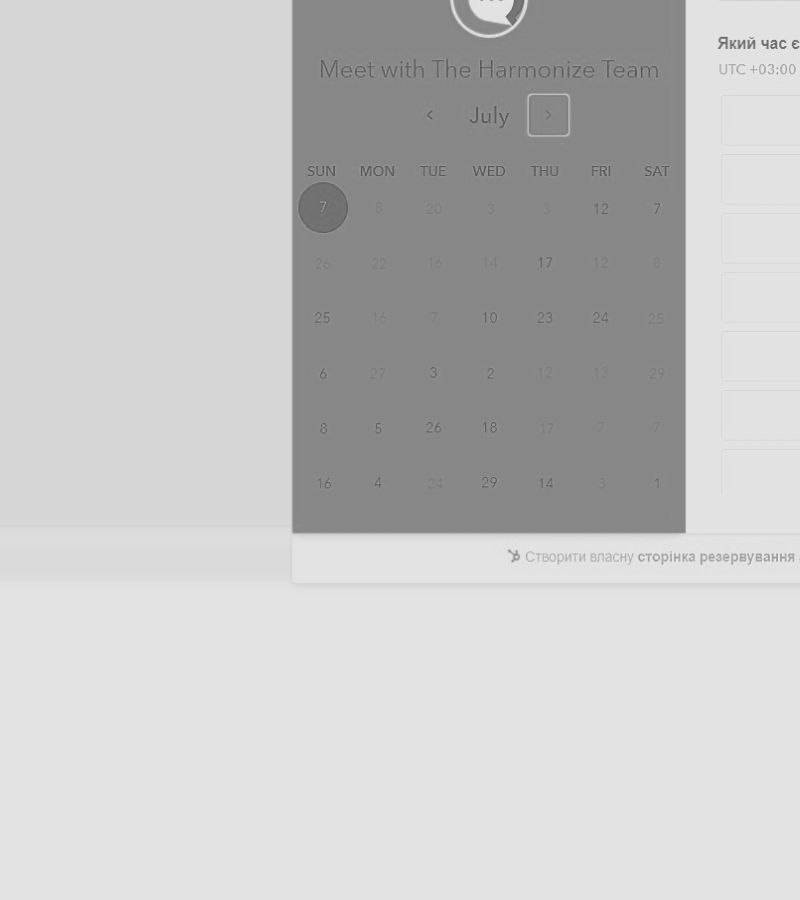 Meet with The Harmonize Team
July
SUN MON TUE WED THU FRI SAT
7 8 20 3 3 12 7
26 22 16 14 17 12 8
25 16 7 10 23 24 25
6 27 3 2 12 13 29
8 5 26 18 17 7 7
16 4 24 29 14 3 1
Який час є
UTC +03:00
Створити власну сторінка резервування